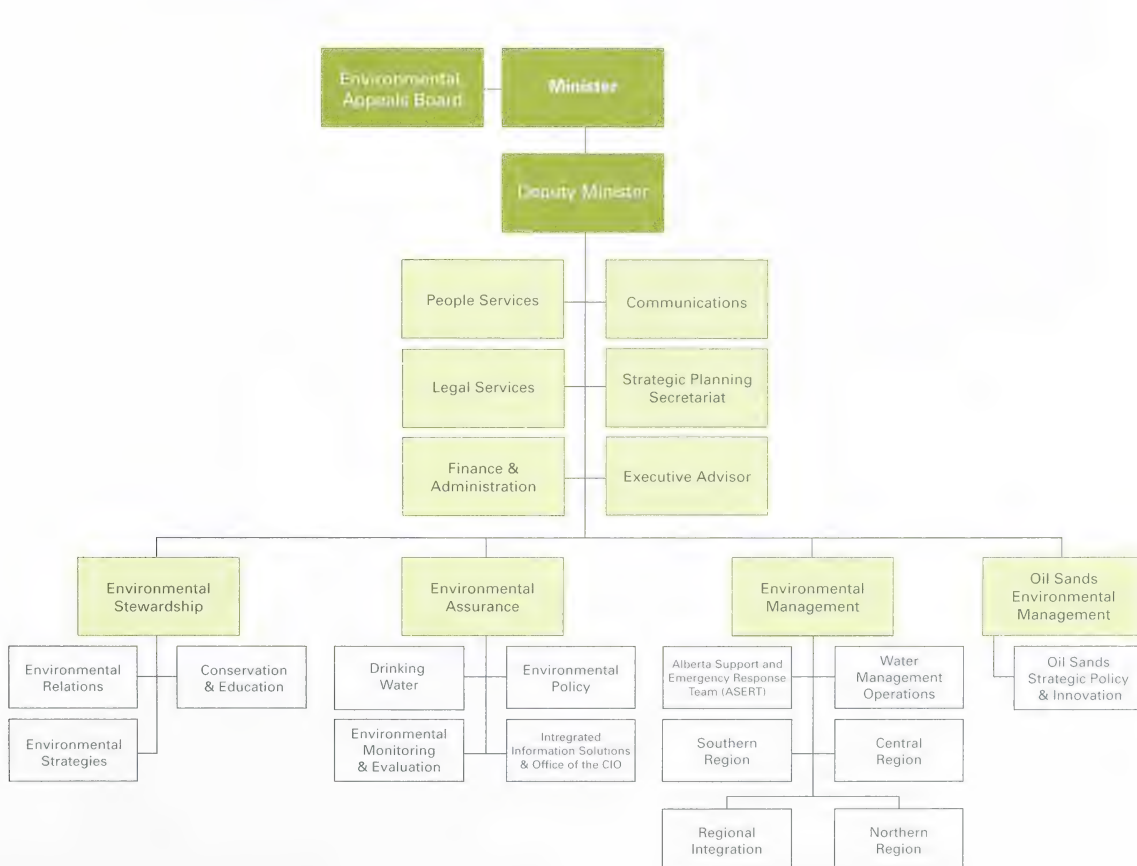 Environmental
Appeals Board
Minister
Deputy Minister
People Services
Communications
Legal Services
Strategic Planning
Secretariat
Finance &
Administration
Executive Advisor
Environmental
Stewardship
Environmental
Assurance
Environmental
Management
Oil Sands
Environmental
Management
Environmental
Relations
Conservation
& Education
Drinking
Water
Environmental
Policy
Alberta Support and
Emergency Response
Team (ASERT)
Water
Management
Operations
Oil Sands
Strategic Policy
& Innovation
Environmental
Strategies
Environmental
Monitoring
& Evaluation
Intregrated
Information Solutions
& Office of the CIO
Southern
Region
Central
Region
Regional
Integration
Northern
Region